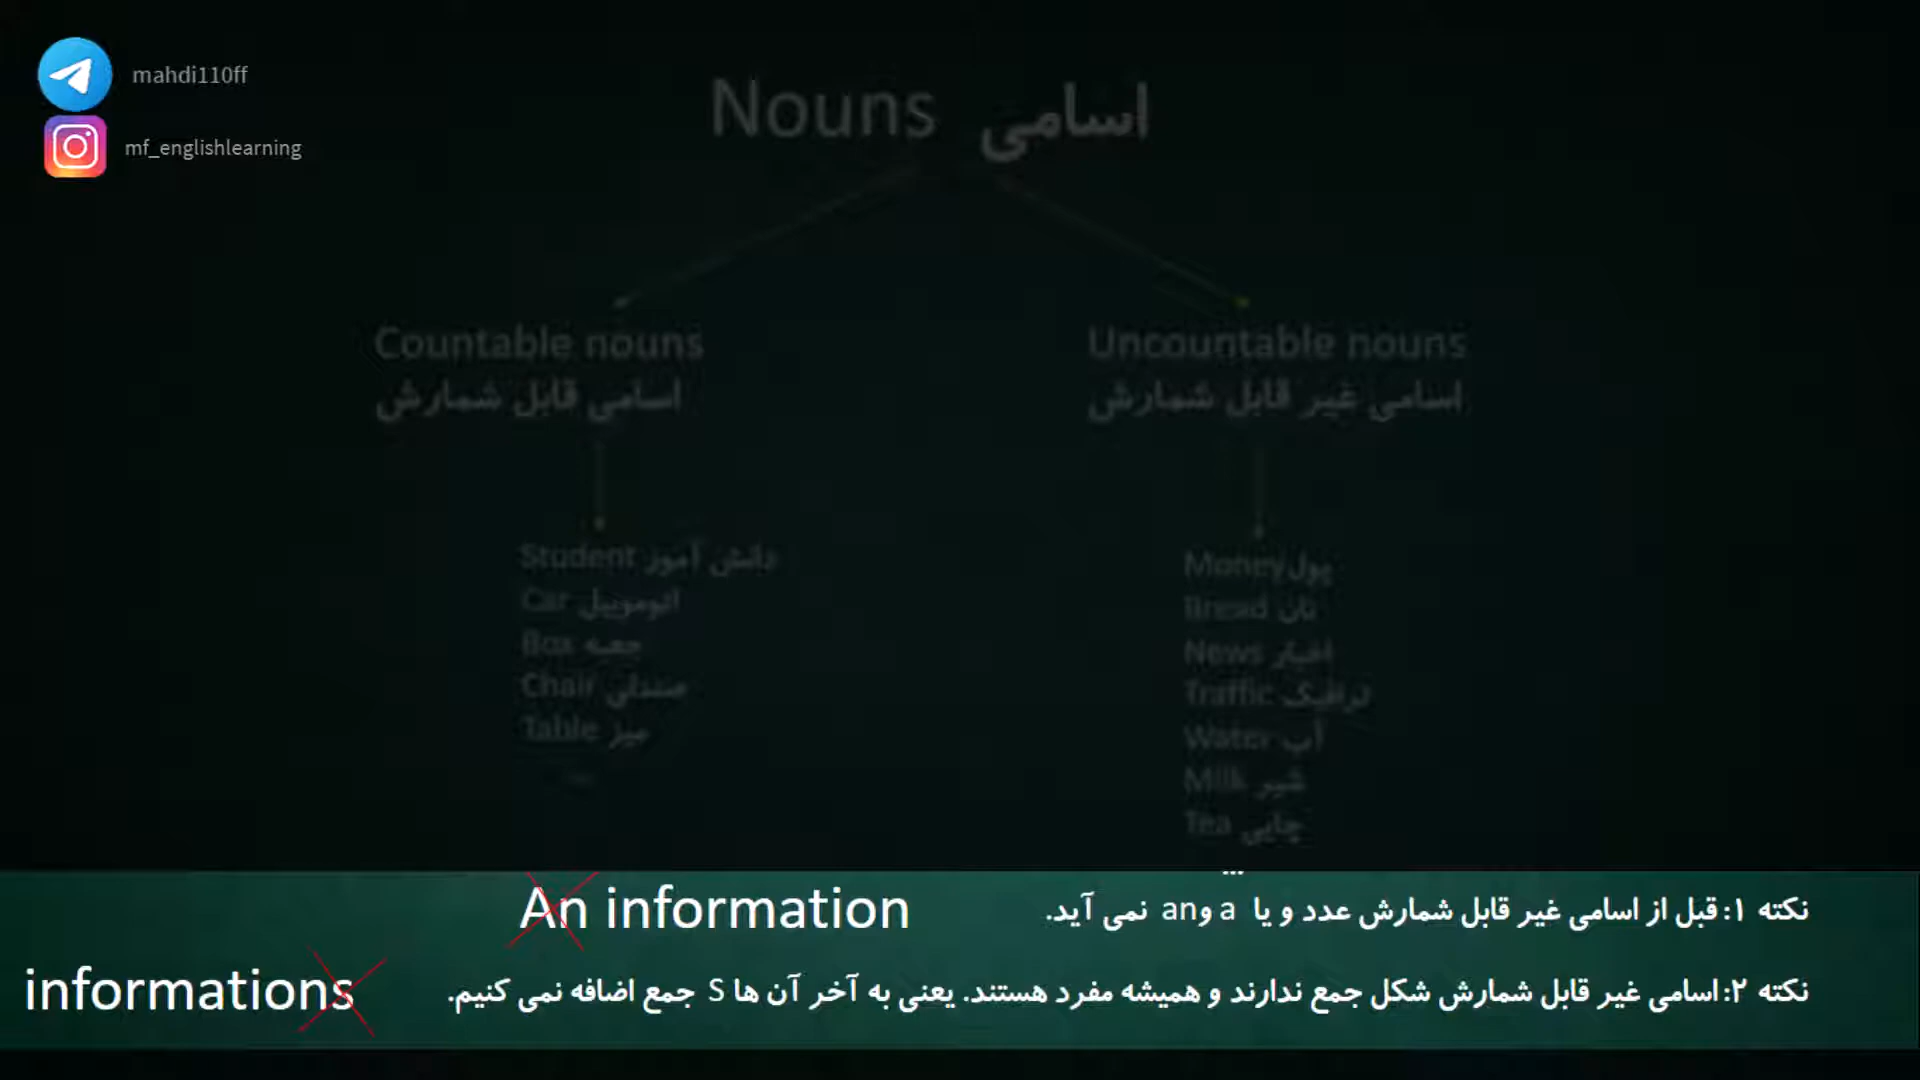 mahdi110ff
mf_englishlearning
Nouns اسامی
Countable nouns
اسامی قابل شمارش
Uncountable nouns
اسامی غیر قابل شمارش
Student دانش آموز
Car اتوموبیل
Box جعبه
Chair صندلی
Table میز
...
Money پول
Bread نان
News اخبار
Traffic ترافیک
Water آب
Milk شیر
Tea چایی
...
نکته ۱: قبل از اسامی غیر قابل شمارش عدد و یا a وan نمی آید.
An information
نکته ۲: اسامی غیر قابل شمارش شکل جمع ندارند و همیشه مفرد هستند. یعنی به آخر آن ها S جمع اضافه نمی کنیم.
informations